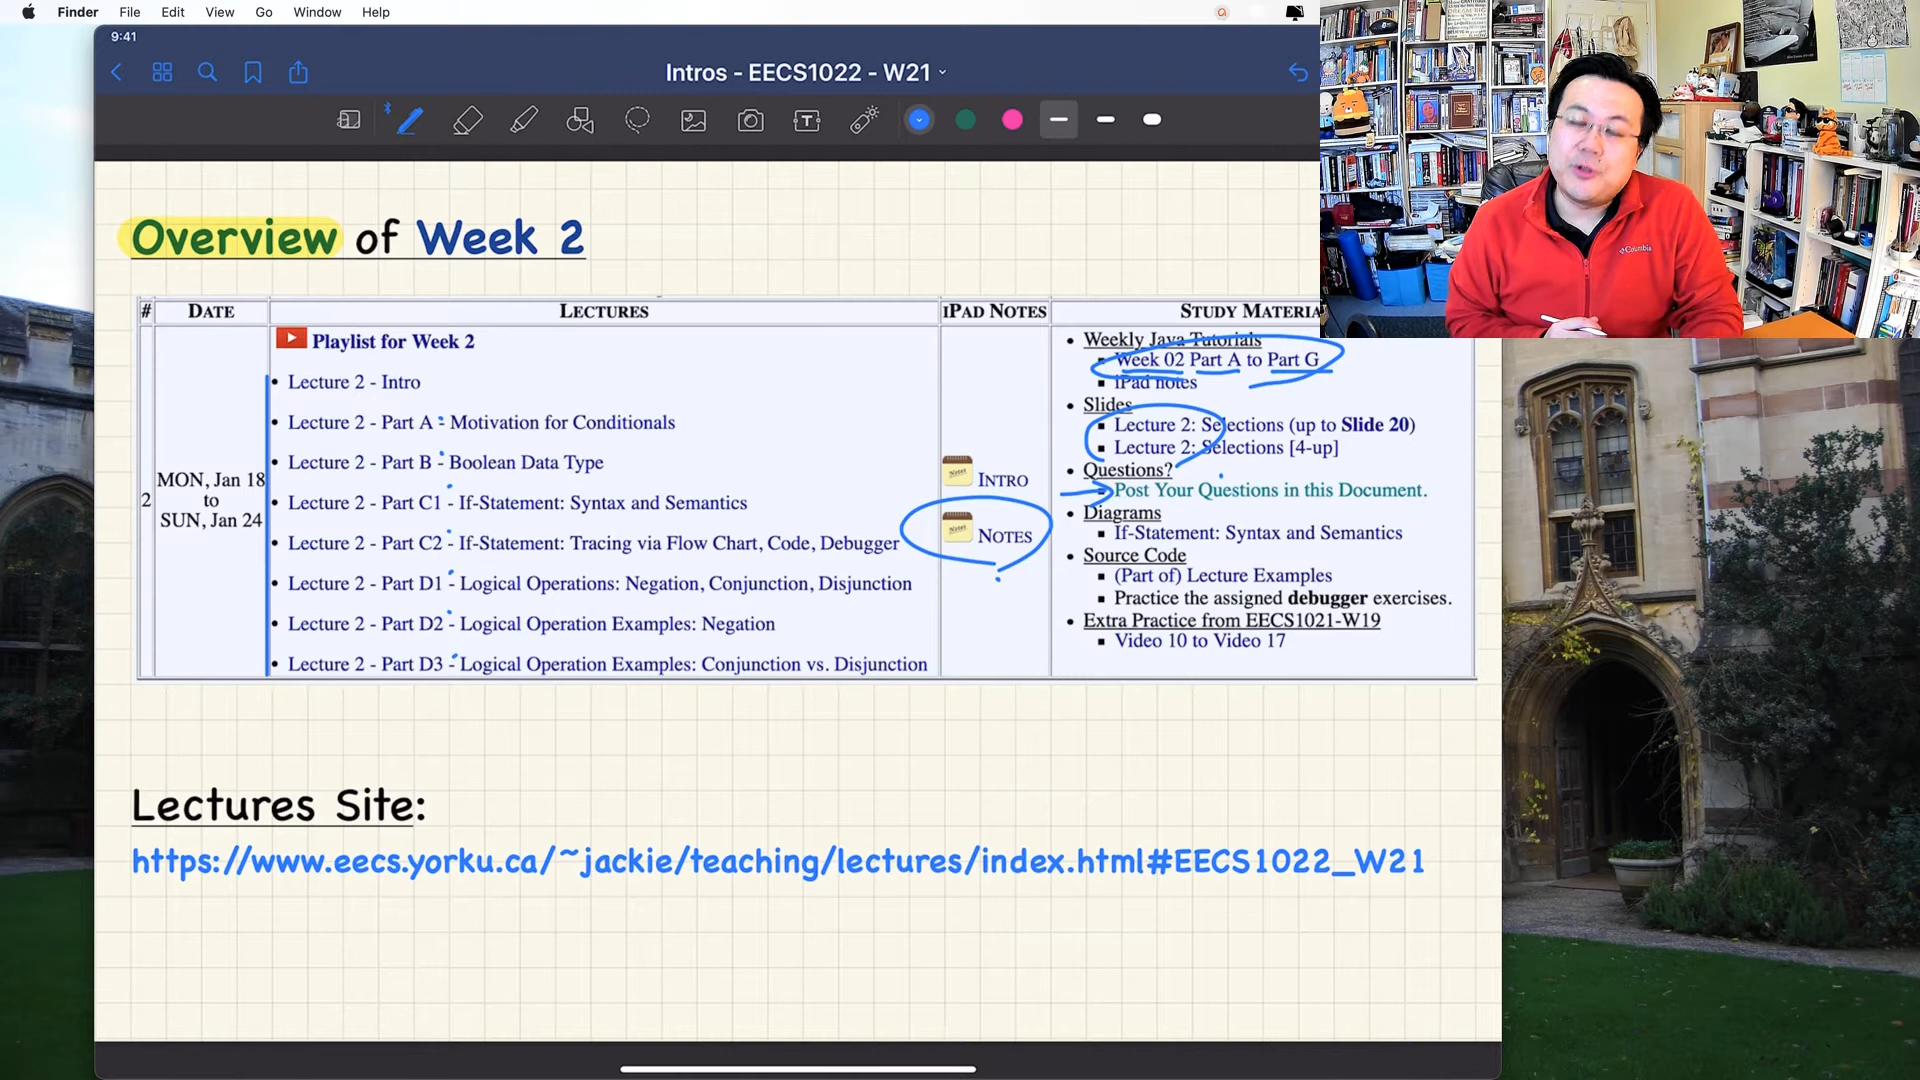 Finder File Edit View Go Window Help
9:41
Intros - EECS1022 - W21
Overview of Week 2
# DATE LECTURES IPAD NOTES STUDY MATERIA
Playlist for Week 2
Lecture 2 - Intro
Lecture 2 - Part A - Motivation for Conditionals
Lecture 2 - Part B - Boolean Data Type
Lecture 2 - Part C1 - If-Statement: Syntax and Semantics
Lecture 2 - Part C2 - If-Statement: Tracing via Flow Chart, Code, Debugger
Lecture 2 - Part D1 - Logical Operations: Negation, Conjunction, Disjunction
Lecture 2 - Part D2 - Logical Operation Examples: Negation
Lecture 2 - Part D3 - Logical Operation Examples: Conjunction vs. Disjunction
2
MON, Jan 18
to
SUN, Jan 24
INTRO
NOTES
Weekly Java Tutorials
Week 02 Part A to Part G
iPad notes
Slides
Lecture 2: Selections (up to Slide 20)
Lecture 2: Selections [4-up]
Questions?
Post Your Questions in this Document.
Diagrams
If-Statement: Syntax and Semantics
Source Code
(Part of) Lecture Examples
Practice the assigned debugger exercises.
Extra Practice from EECS1021-W19
Video 10 to Video 17
Lectures Site:
https://www.eecs.yorku.ca/~jackie/teaching/lectures/index.html#EECS1022_W21
Columbia